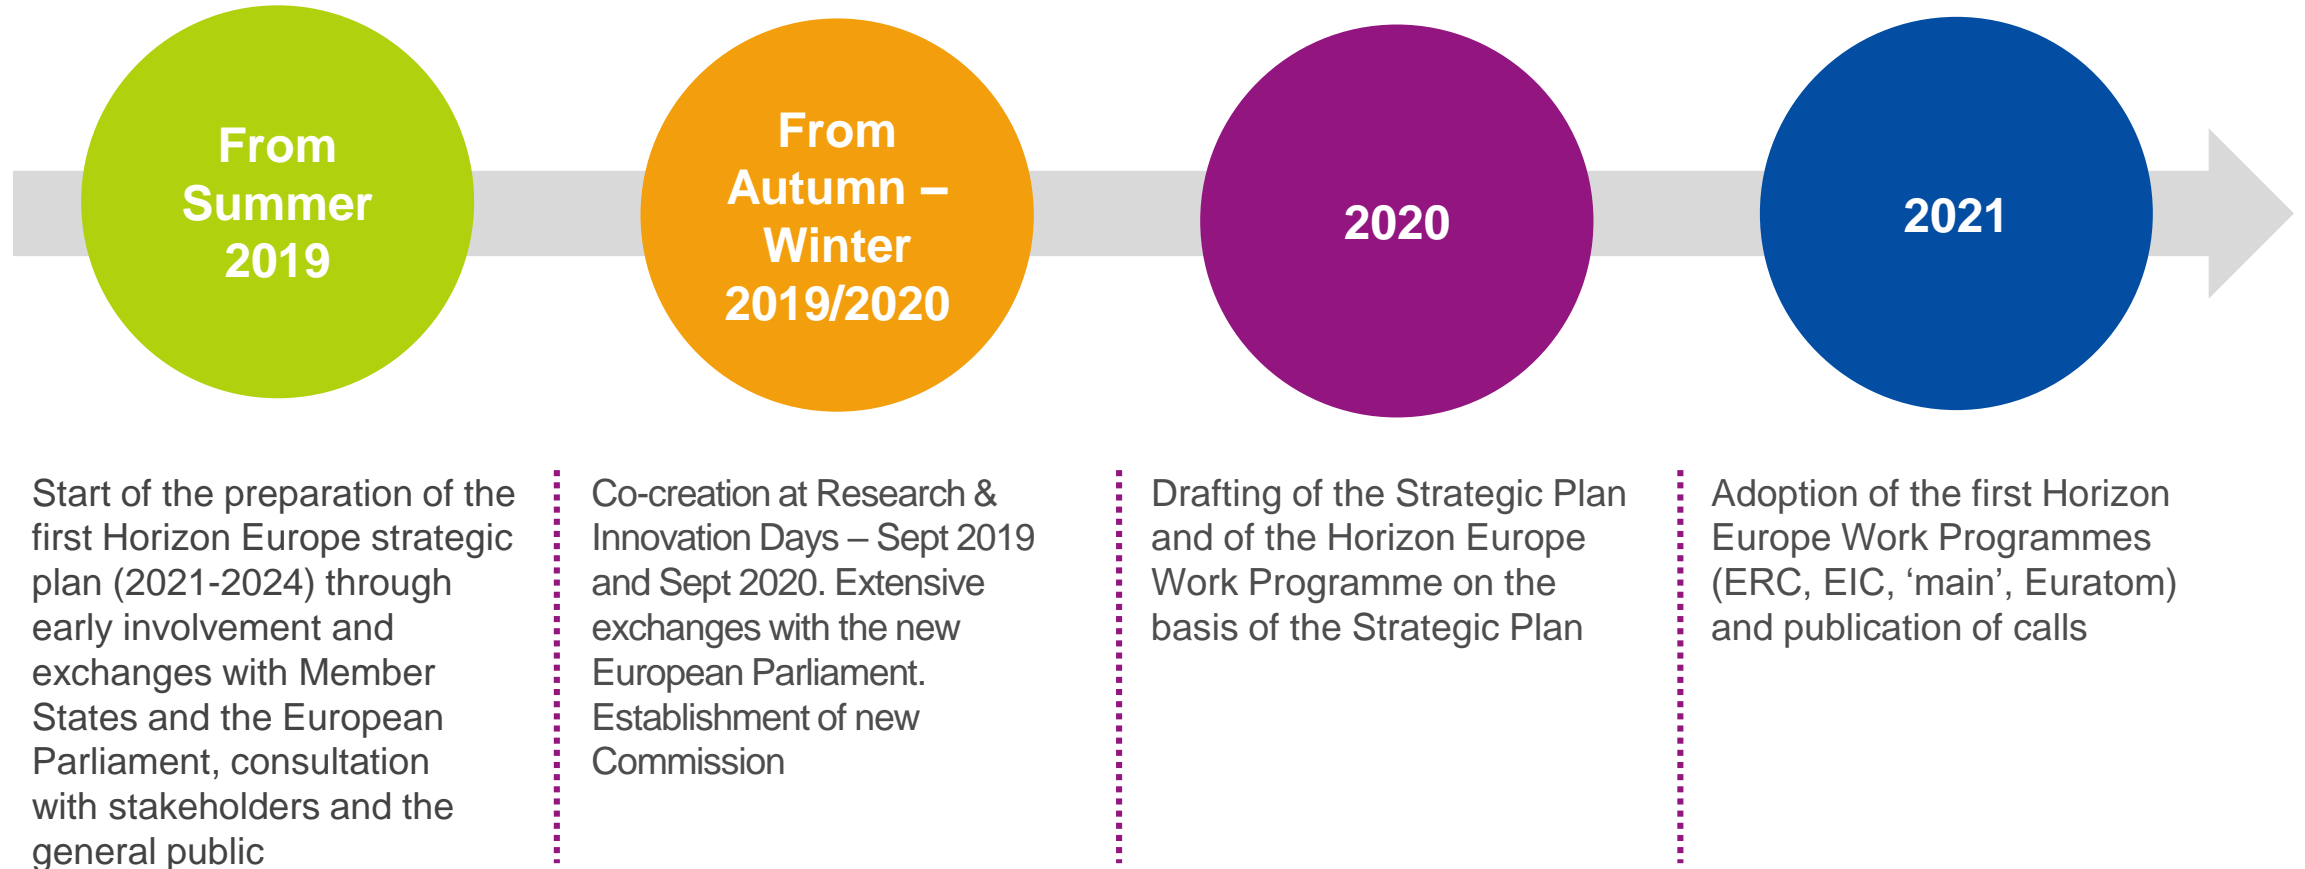 From
Summer
2019
From
Autumn –
Winter
2019/2020
2020
2021
Start of the preparation of the
first Horizon Europe strategic
plan (2021-2024) through
early involvement and
exchanges with Member
States and the European
Parliament, consultation
with stakeholders and the
general public
Co-creation at Research &
Innovation Days – Sept 2019
and Sept 2020. Extensive
exchanges with the new
European Parliament.
Establishment of new
Commission
Drafting of the Strategic Plan
and of the Horizon Europe
Work Programme on the
basis of the Strategic Plan
Adoption of the first Horizon
Europe Work Programmes
(ERC, EIC, ‘main’, Euratom)
and publication of calls